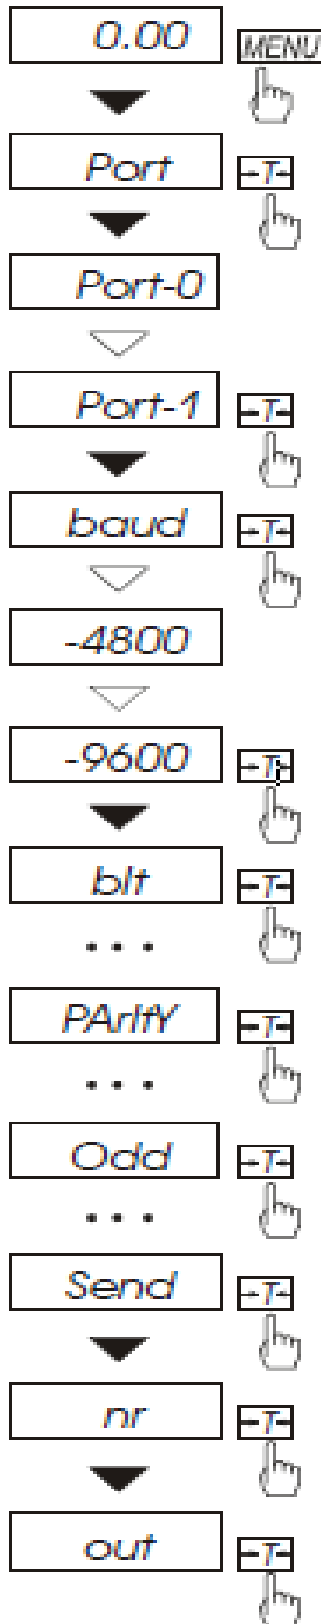 0.00 MENU
Port -T-
Port-0
Port-1 -T-
baud -T-
-4800
-9600 -T-
bIt -T-
...
PArItY -T-
...
Odd -T-
...
Send -T-
nr -T-
out -T-